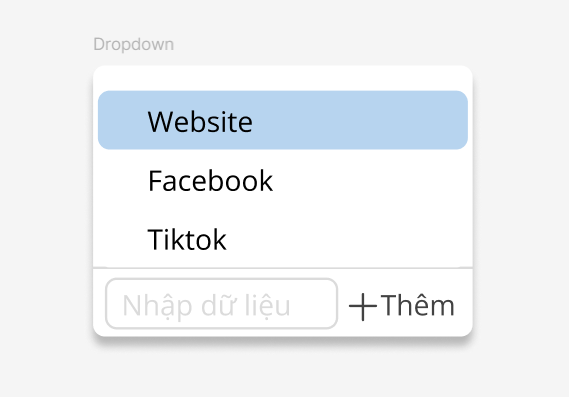 Dropdown
Website
Facebook
Tiktok
Nhập dữ liệu
Thêm